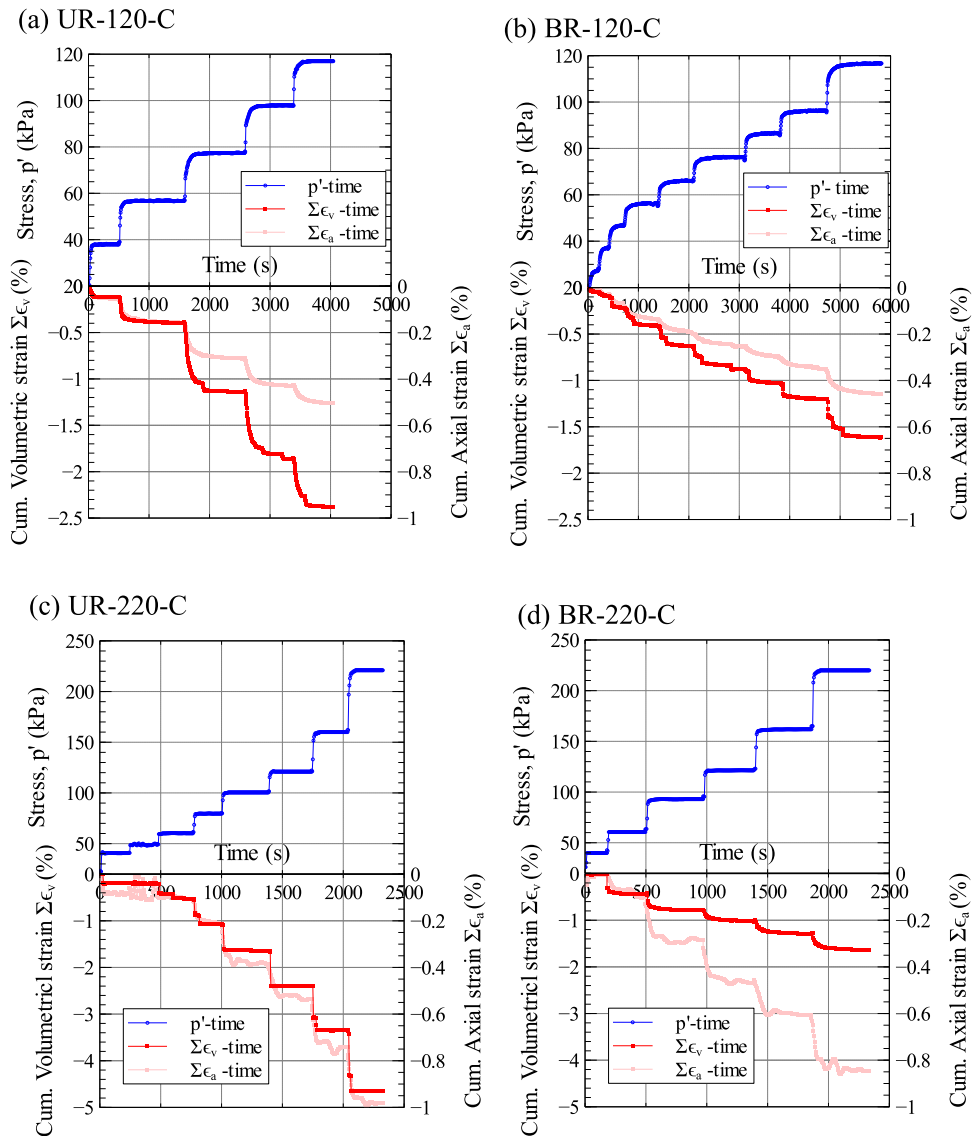 (a) UR-120-C
Stress, p' (kPa)
120
100
80
60
40
20
p'-time
Σϵv -time
Σϵa -time
Time (s)
0 1000 2000 3000 4000 5000
Cum. Volumetric strain Σϵv (%)
−0.5
−1
−1.5
−2
−2.5
Cum. Axial strain Σϵa (%)
0
−0.2
−0.4
−0.6
−0.8
−1
(b) BR-120-C
Stress, p' (kPa)
120
100
80
60
40
20
p'- time
Σϵv -time
Σϵa -time
Time (s)
0 1000 2000 3000 4000 5000 6000
Cum. Volumetric strain Σϵv (%)
−0.5
−1
−1.5
−2
−2.5
Cum. Axial strain Σϵa (%)
0
−0.2
−0.4
−0.6
−0.8
−1
(c) UR-220-C
Stress, p' (kPa)
250
200
150
100
50
0
Time (s)
0 500 1000 1500 2000 2500
Cum. Volumetricl strain Σϵv (%)
−1
−2
−3
−4
−5
p'-time
Σϵv -time
Σϵa -time
Cum. Axial strain Σϵa (%)
0
−0.2
−0.4
−0.6
−0.8
−1
(d) BR-220-C
Stress, p' (kPa)
250
200
150
100
50
0
Time (s)
0 500 1000 1500 2000 2500
Cum. Volumetricl strain Σϵv (%)
−1
−2
−3
−4
−5
p'-time
Σϵv -time
Σϵa -time
Cum. Axial strain Σϵa (%)
0
−0.2
−0.4
−0.6
−0.8
−1